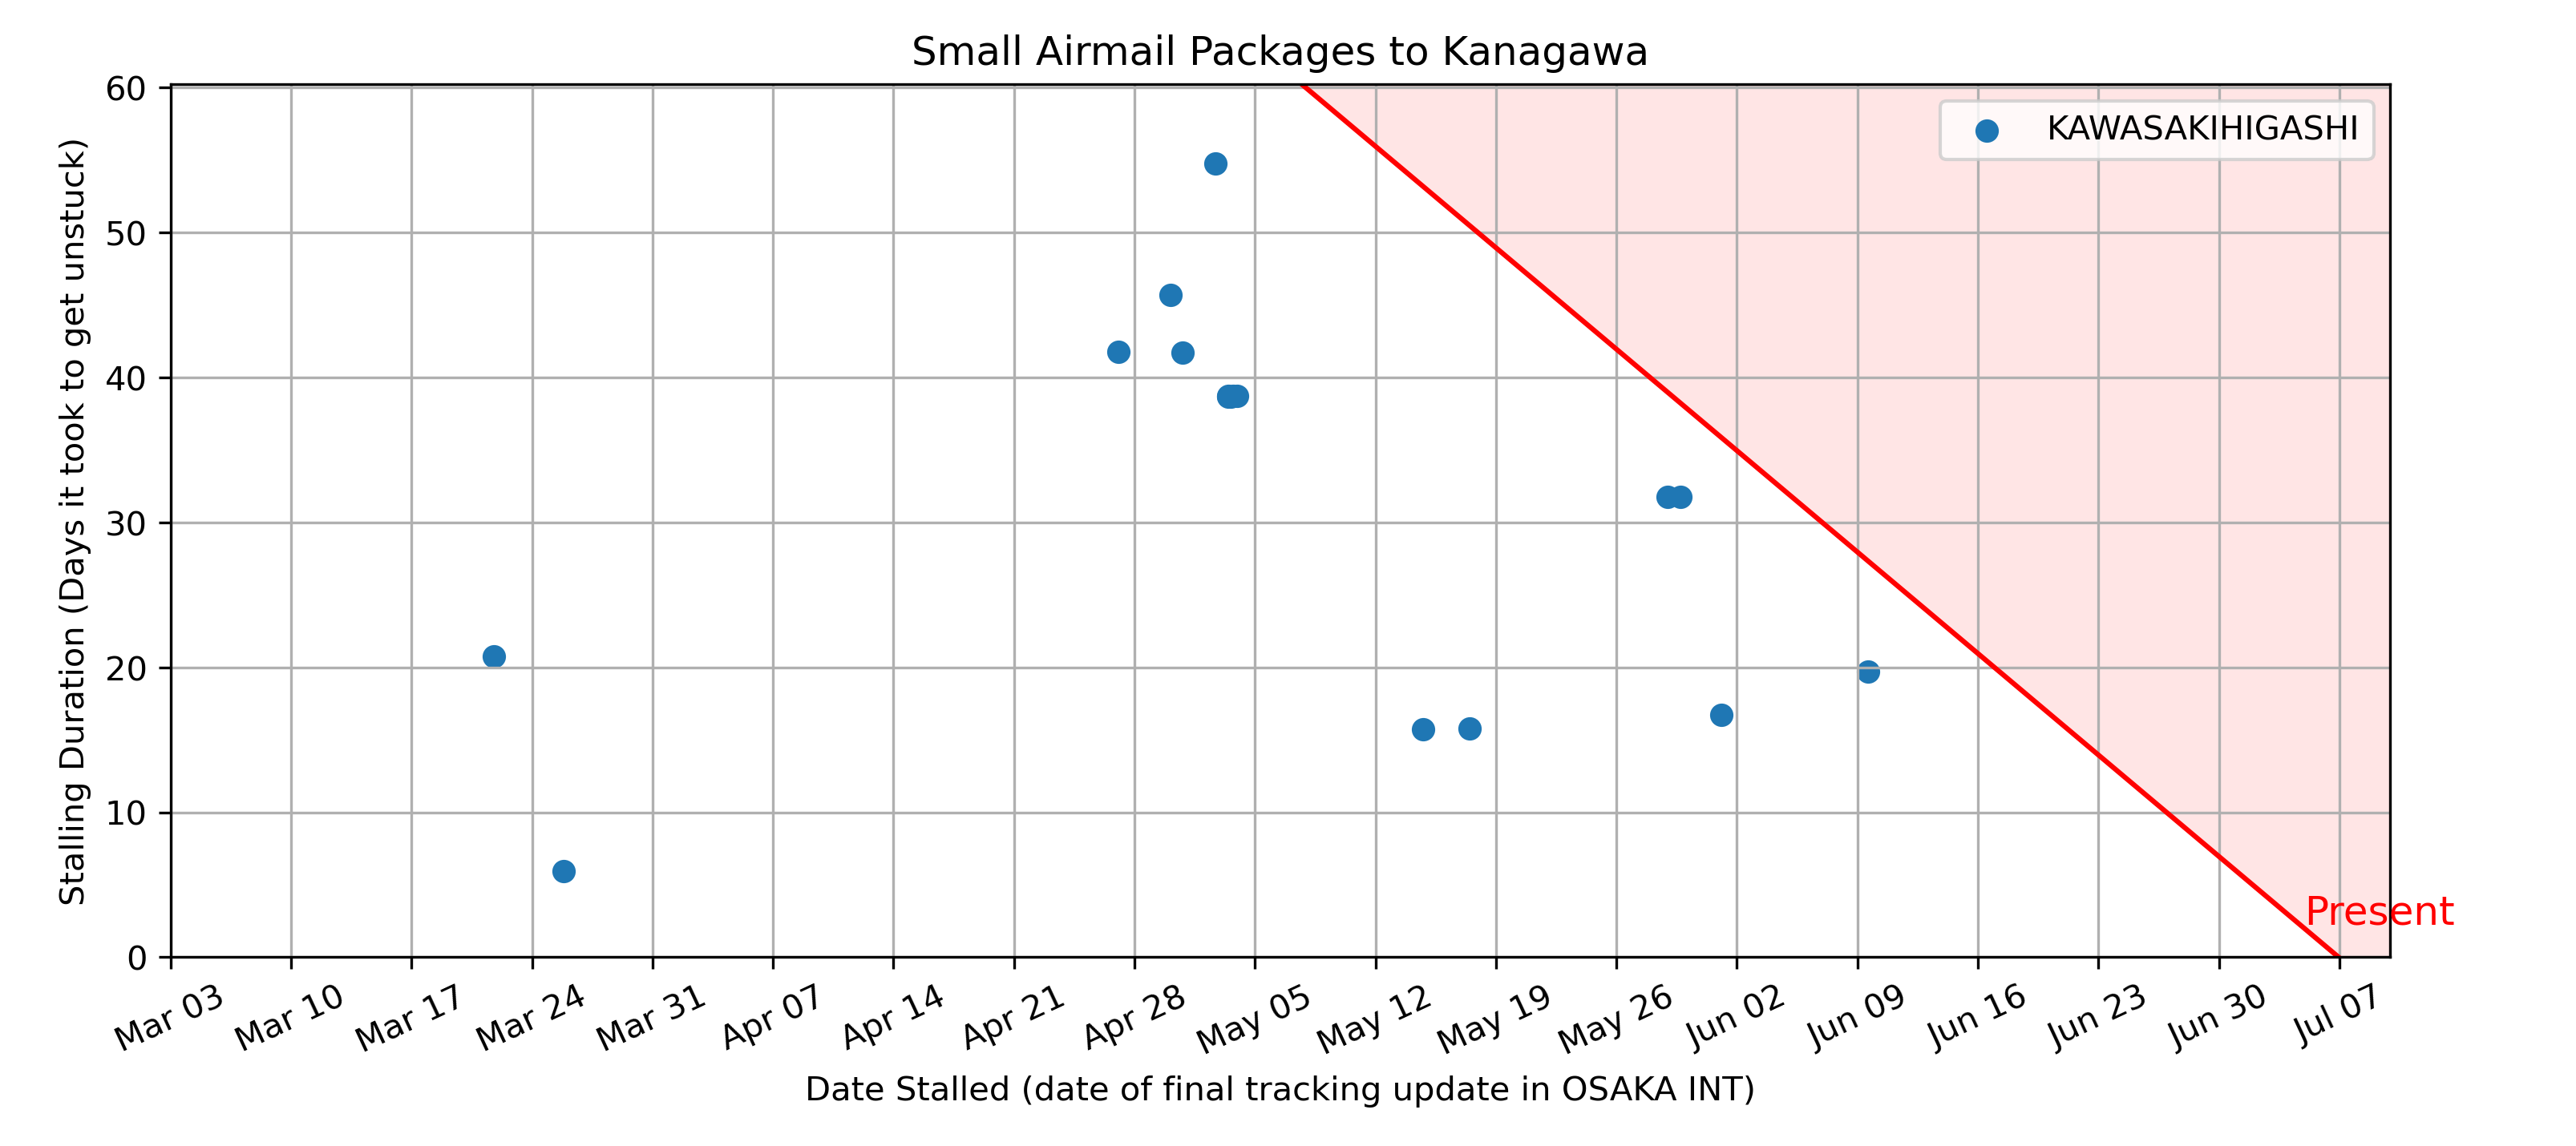 Small Airmail Packages to Kanagawa
KAWASAKIHIGASHI
Stalling Duration (Days it took to get unstuck)
60
50
40
30
20
10
0
Present
Mar 03
Mar 10
Mar 17
Mar 24
Mar 31
Apr 07
Apr 14
Apr 21
Apr 28
May 05
May 12
May 19
May 26
Jun 02
Jun 09
Jun 16
Jun 23
Jun 30
Jul 07
Date Stalled (date of final tracking update in OSAKA INT)